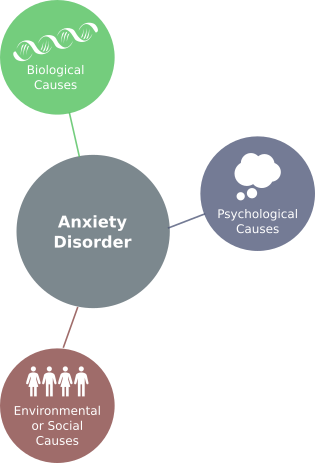 Biological
Causes
Psychological
Causes
Anxiety
Disorder
Environmental
or Social
Causes